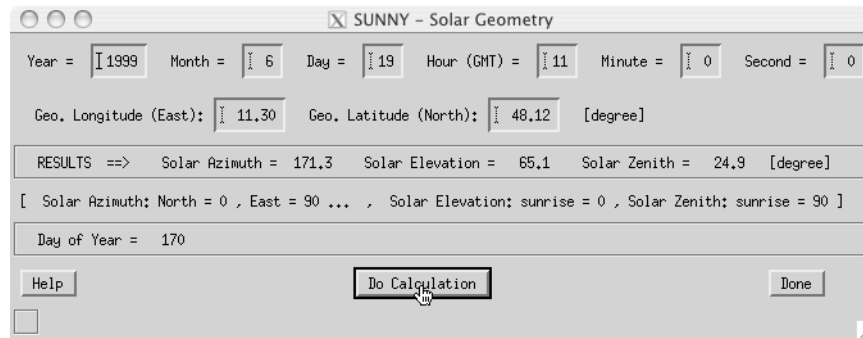 SUNNY - Solar Geometry
Year = 1999 Month = 6 Day = 19 Hour (GMT) = 11 Minute = 0 Second = 0
Geo. Longitude (East): 11.30 Geo. Latitude (North): 48.12 [degree]
RESULTS ==> Solar Azimuth = 171.3 Solar Elevation = 65.1 Solar Zenith = 24.9 [degree]
[ Solar Azimuth: North = 0 , East = 90 ... , Solar Elevation: sunrise = 0 , Solar Zenith: sunrise = 90 ]
Day of Year = 170
Help Do Calculation Done